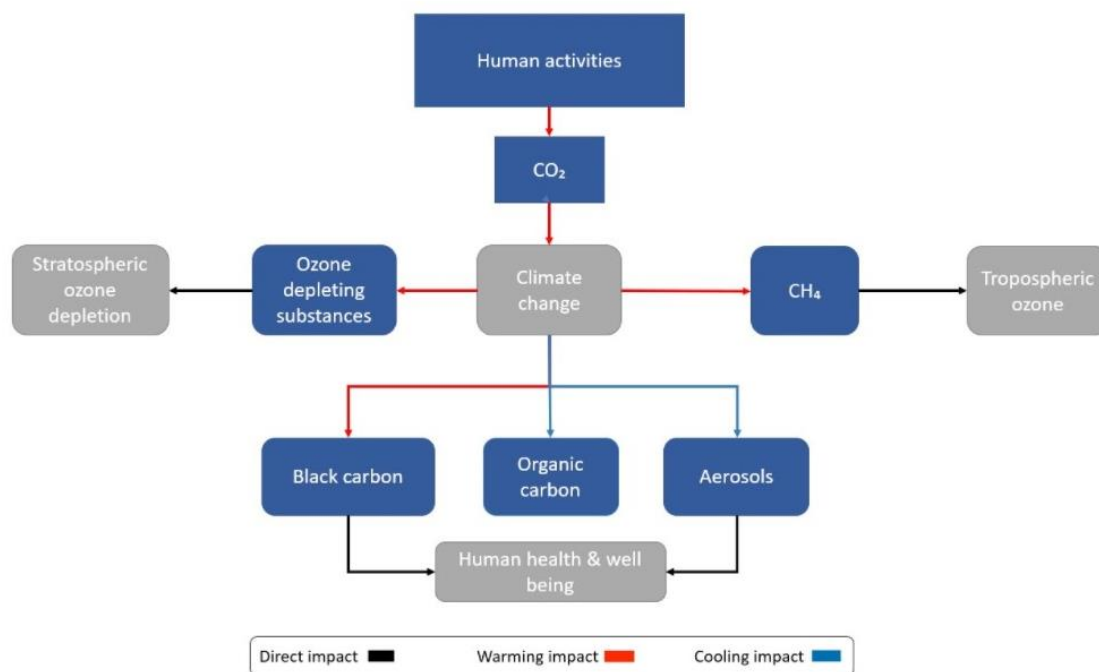 Human activities
CO₂
Stratospheric
ozone
depletion
Ozone
depleting
substances
Climate
change
CH₄
Tropospheric
ozone
Black carbon
Organic
carbon
Aerosols
Human health & well
being
Direct impact
Warming impact
Cooling impact